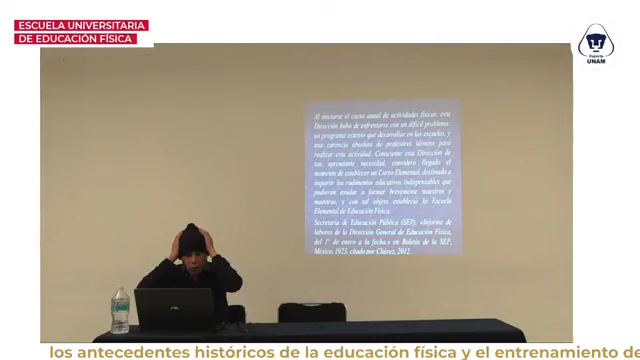 ESCUELA UNIVERSITARIA
DE EDUCACIÓN FÍSICA
Deporte
UNAM
Al iniciarse el curso anual de actividades físicas, esta
Dirección hubo de enfrentarse con un difícil problema:
un programa extenso que desarrollar en las escuelas, y
una carencia absoluta de profesores idóneos para
realizar esta actividad. Consciente esta Dirección de
tan apremiante necesidad, consideró llegado el
momento de establecer un Curso Elemental, destinado a
impartir los rudimentos educativos indispensables que
pudieran ayudar a formar brevemente maestros y
maestras, y con tal objeto estableció la Escuela
Elemental de Educación Física.
Secretaría de Educación Pública (SEP), «Informe de
labores de la Dirección General de Educación Física,
del 1° de enero a la fecha,» en Boletín de la SEP,
México, 1923, citado por Chávez, 2012.
los antecedentes históricos de la educación física y el entrenamiento de